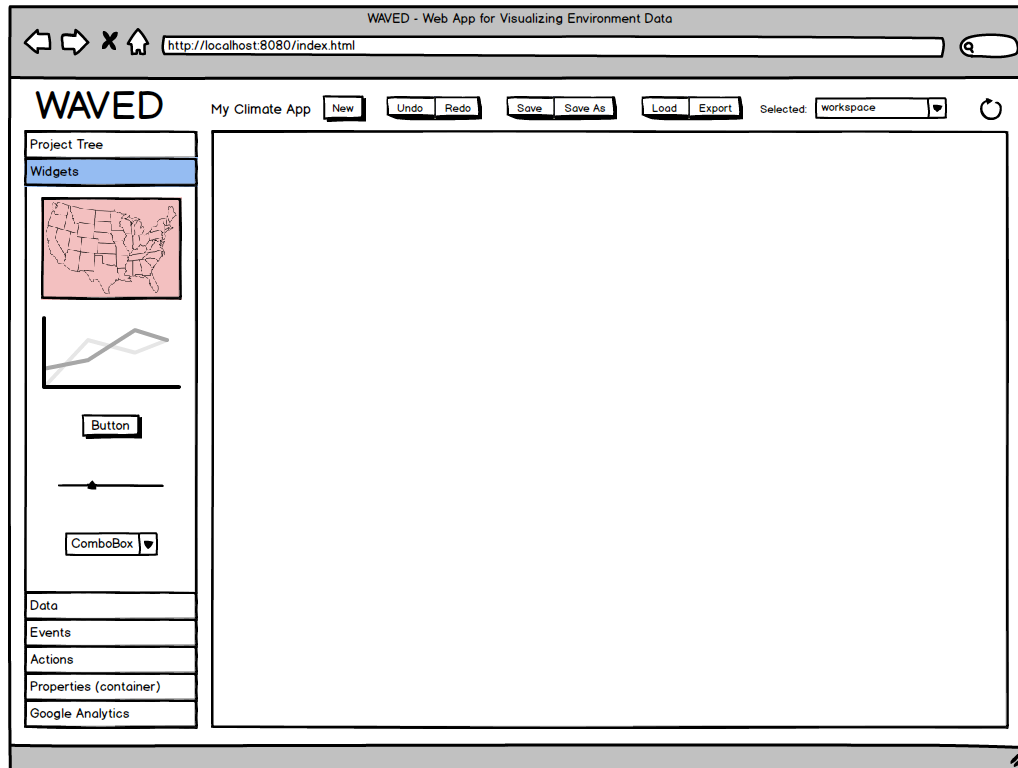 WAVED - Web App for Visualizing Environment Data
http://localhost:8080/index.html
WAVED
My Climate App New Undo Redo Save Save As Load Export Selected: workspace
Project Tree
Widgets
Button
ComboBox
Data
Events
Actions
Properties (container)
Google Analytics